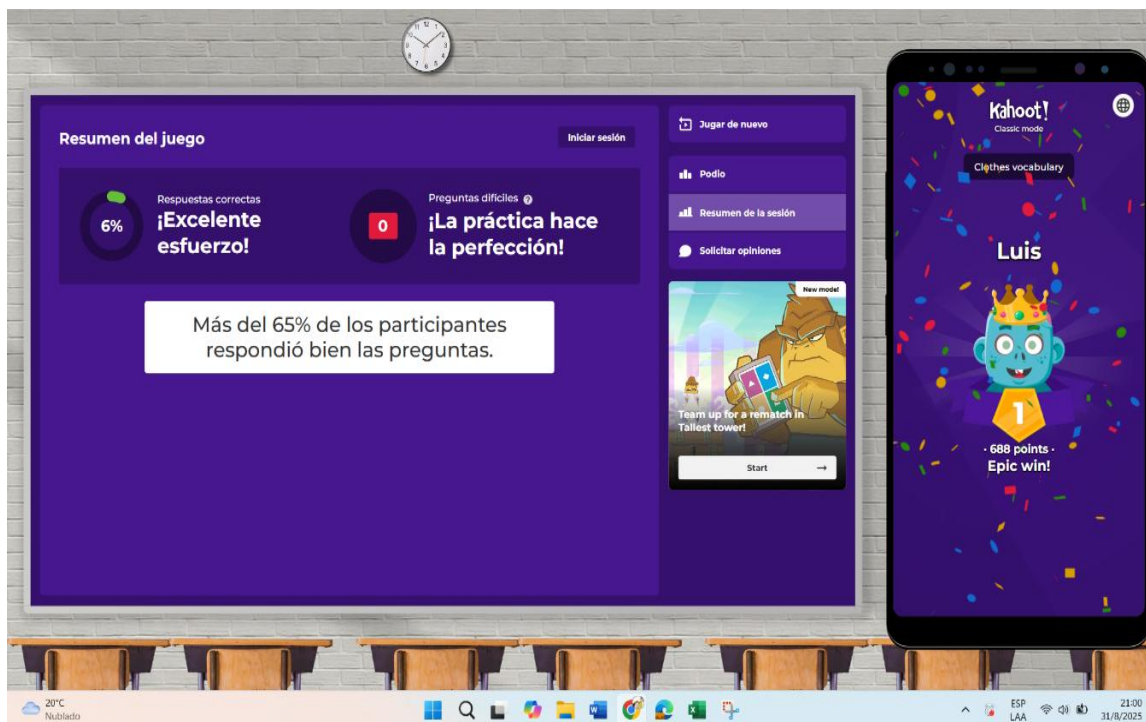 Resumen del juego
Iniciar sesión
6%
Respuestas correctas
¡Excelente
esfuerzo!
0
Preguntas difíciles ?
¡La práctica hace
la perfección!
Más del 65% de los participantes
respondió bien las preguntas.
Jugar de nuevo
Podio
Resumen de la sesión
Solicitar opiniones
New mode!
Team up for a rematch in
Tallest tower!
Start →
Kahoot!
Classic mode
Clothes vocabulary
Luis
1
· 688 points ·
Epic win!
20°C
Nublado
ESP
LAA
21:00
31/8/2025